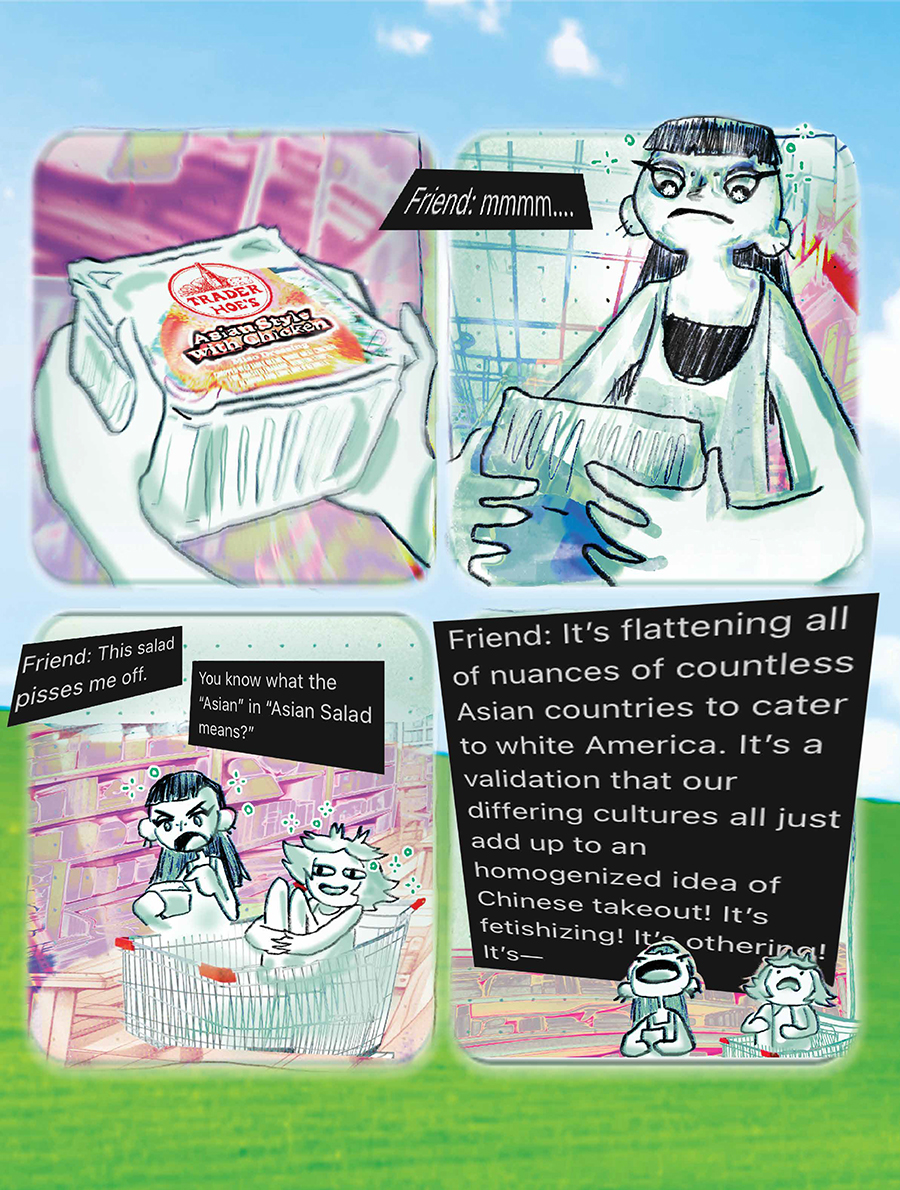 TRADER
HOE'S
Asian Style
with Chicken
Friend: mmmm....
Friend: This salad
pisses me off.
You know what the
“Asian” in “Asian Salad
means?”
Friend: It’s flattening all
of nuances of countless
Asian countries to cater
to white America. It’s a
validation that our
differing cultures all just
add up to an
homogenized idea of
Chinese takeout! It’s
fetishizing! It’s othering!
It’s—